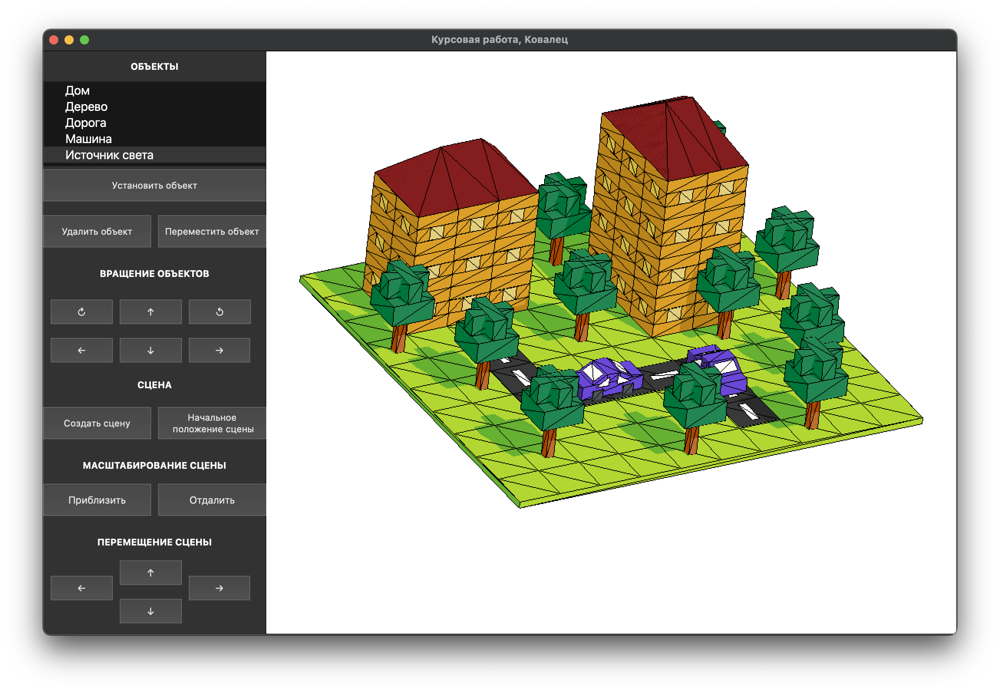 Курсовая работа, Ковалец
ОБЪЕКТЫ
Дом
Дерево
Дорога
Машина
Источник света
Установить объект
Удалить объект
Переместить объект
ВРАЩЕНИЕ ОБЪЕКТОВ
СЦЕНА
Создать сцену
Начальное
положение сцены
МАСШТАБИРОВАНИЕ СЦЕНЫ
Приблизить
Отдалить
ПЕРЕМЕЩЕНИЕ СЦЕНЫ